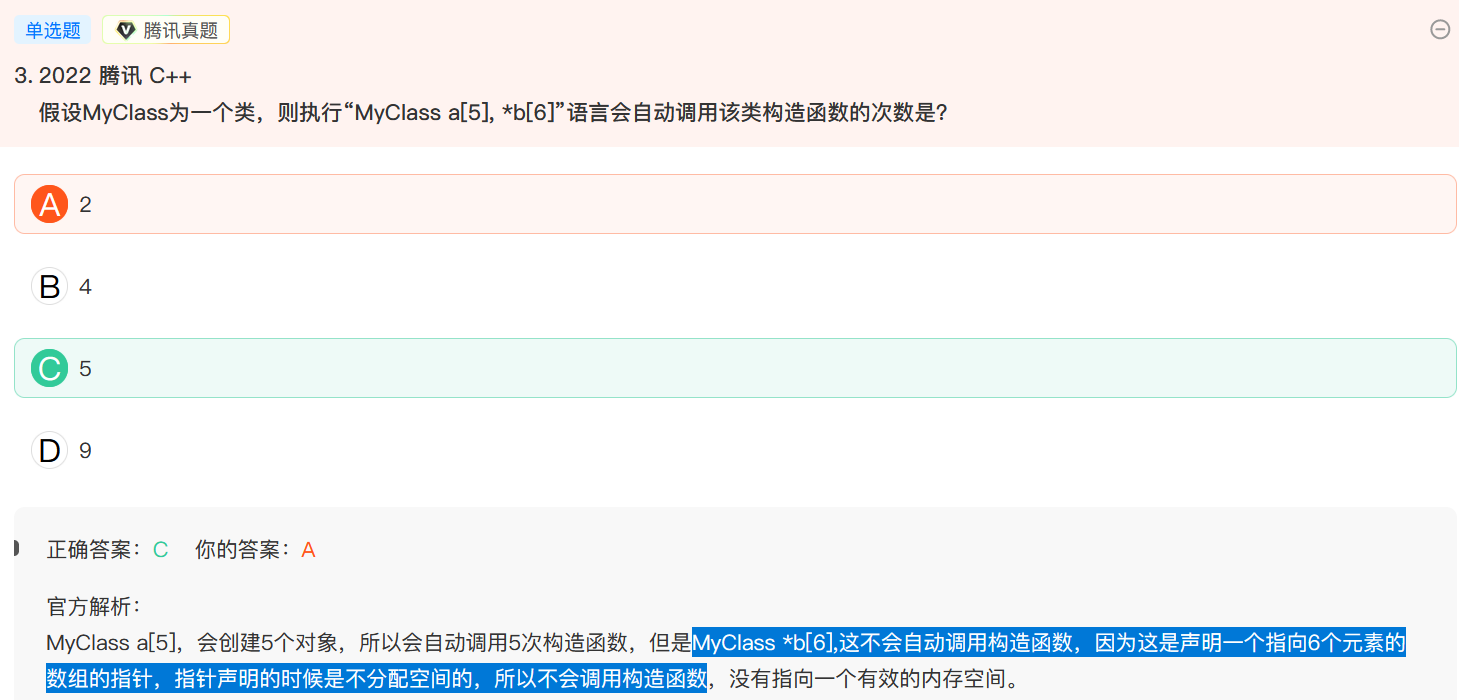 单选题 腾讯真题
3. 2022 腾讯 C++
假设MyClass为一个类，则执行“MyClass a[5], *b[6]”语言会自动调用该类构造函数的次数是?
A 2
B 4
C 5
D 9
正确答案：C 你的答案：A
官方解析：
MyClass a[5]，会创建5个对象，所以会自动调用5次构造函数，但是MyClass *b[6],这不会自动调用构造函数，因为这是声明一个指向6个元素的
数组的指针，指针声明的时候是不分配空间的，所以不会调用构造函数，没有指向一个有效的内存空间。